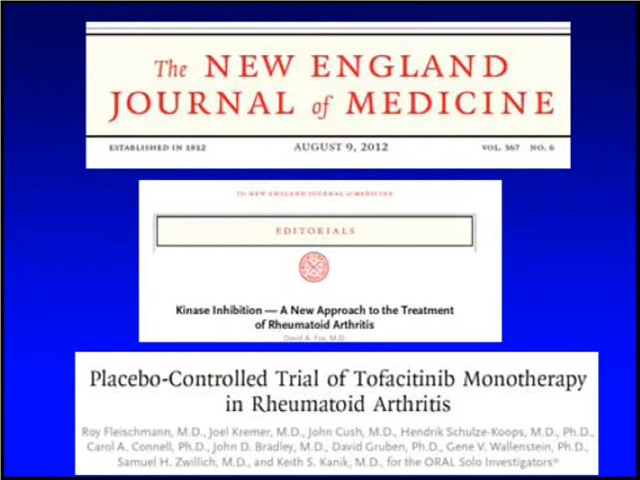 The NEW ENGLAND
JOURNAL of MEDICINE
ESTABLISHED IN 1812 AUGUST 9, 2012 VOL. 367 NO. 6
The NEW ENGLAND JOURNAL of MEDICINE
EDITORIALS
Kinase Inhibition — A New Approach to the Treatment
of Rheumatoid Arthritis
David A. Fox, M.D.
Placebo-Controlled Trial of Tofacitinib Monotherapy
in Rheumatoid Arthritis
Roy Fleischmann, M.D., Joel Kremer, M.D., John Cush, M.D., Hendrik Schulze-Koops, M.D., Ph.D.,
Carol A. Connell, Ph.D., John D. Bradley, M.D., David Gruben, Ph.D., Gene V. Wallenstein, Ph.D.,
Samuel H. Zwillich, M.D., and Keith S. Kanik, M.D., for the ORAL Solo Investigators*